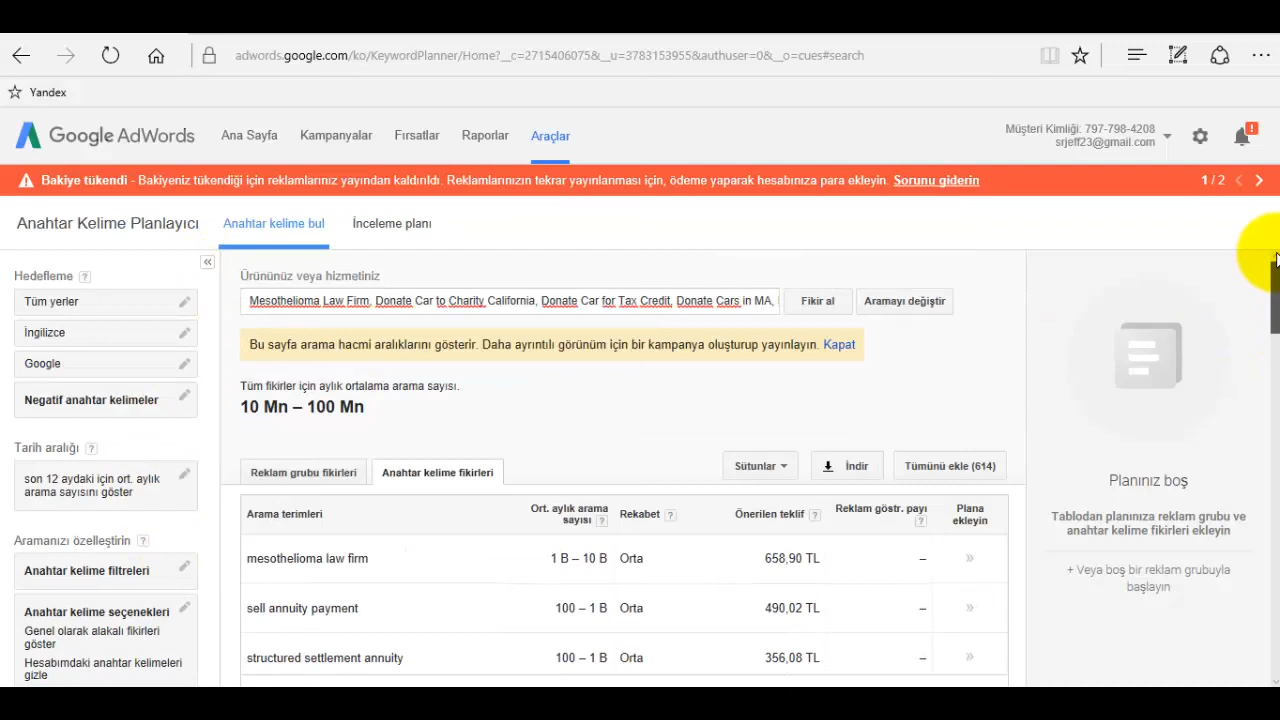 adwords.google.com/ko/KeywordPlanner/Home?__c=2715406075&__u=3783153955&authuser=0&__o=cues#search
Yandex
Google AdWords Ana Sayfa Kampanyalar Fırsatlar Raporlar Araçlar
Müşteri Kimliği: 797-798-4208
srjeff23@gmail.com
!
Bakiye tükendi - Bakiyeniz tükendiği için reklamlarınız yayından kaldırıldı. Reklamlarınızın tekrar yayınlanması için, ödeme yaparak hesabınıza para ekleyin. Sorunu giderin 1 / 2
Anahtar Kelime Planlayıcı Anahtar kelime bul İnceleme planı
Hedefleme ?
Tüm yerler
İngilizce
Google
Negatif anahtar kelimeler
Tarih aralığı ?
son 12 aydaki için ort. aylık
arama sayısını göster
Aramanızı özelleştirin ?
Anahtar kelime filtreleri
Anahtar kelime seçenekleri
Genel olarak alakalı fikirleri
göster
Hesabımdaki anahtar kelimeleri
gizle
Ürününüz veya hizmetiniz
Mesothelioma Law Firm, Donate Car to Charity California, Donate Car for Tax Credit, Donate Cars in MA,
Fikir al Aramayı değiştir
Bu sayfa arama hacmi aralıklarını gösterir. Daha ayrıntılı görünüm için bir kampanya oluşturup yayınlayın. Kapat
Tüm fikirler için aylık ortalama arama sayısı.
10 Mn – 100 Mn
Reklam grubu fikirleri Anahtar kelime fikirleri Sütunlar İndir Tümünü ekle (614)
Arama terimleri
Ort. aylık arama
sayısı ?
Rekabet ?
Önerilen teklif ?
Reklam göstr. payı
?
Plana
ekleyin
mesothelioma law firm 1 B – 10 B Orta 658,90 TL – »
sell annuity payment 100 – 1 B Orta 490,02 TL – »
structured settlement annuity 100 – 1 B Orta 356,08 TL – »
Planınız boş
Tablodan planınıza reklam grubu ve
anahtar kelime fikirleri ekleyin
+ Veya boş bir reklam grubuyla
başlayın